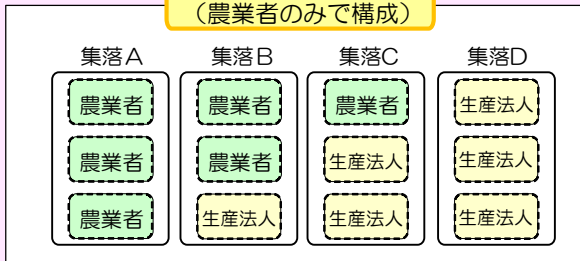 （農業者のみで構成）
集落A 集落B 集落C 集落D
農業者 農業者 農業者 生産法人
農業者 農業者 生産法人 生産法人
農業者 生産法人 生産法人 生産法人